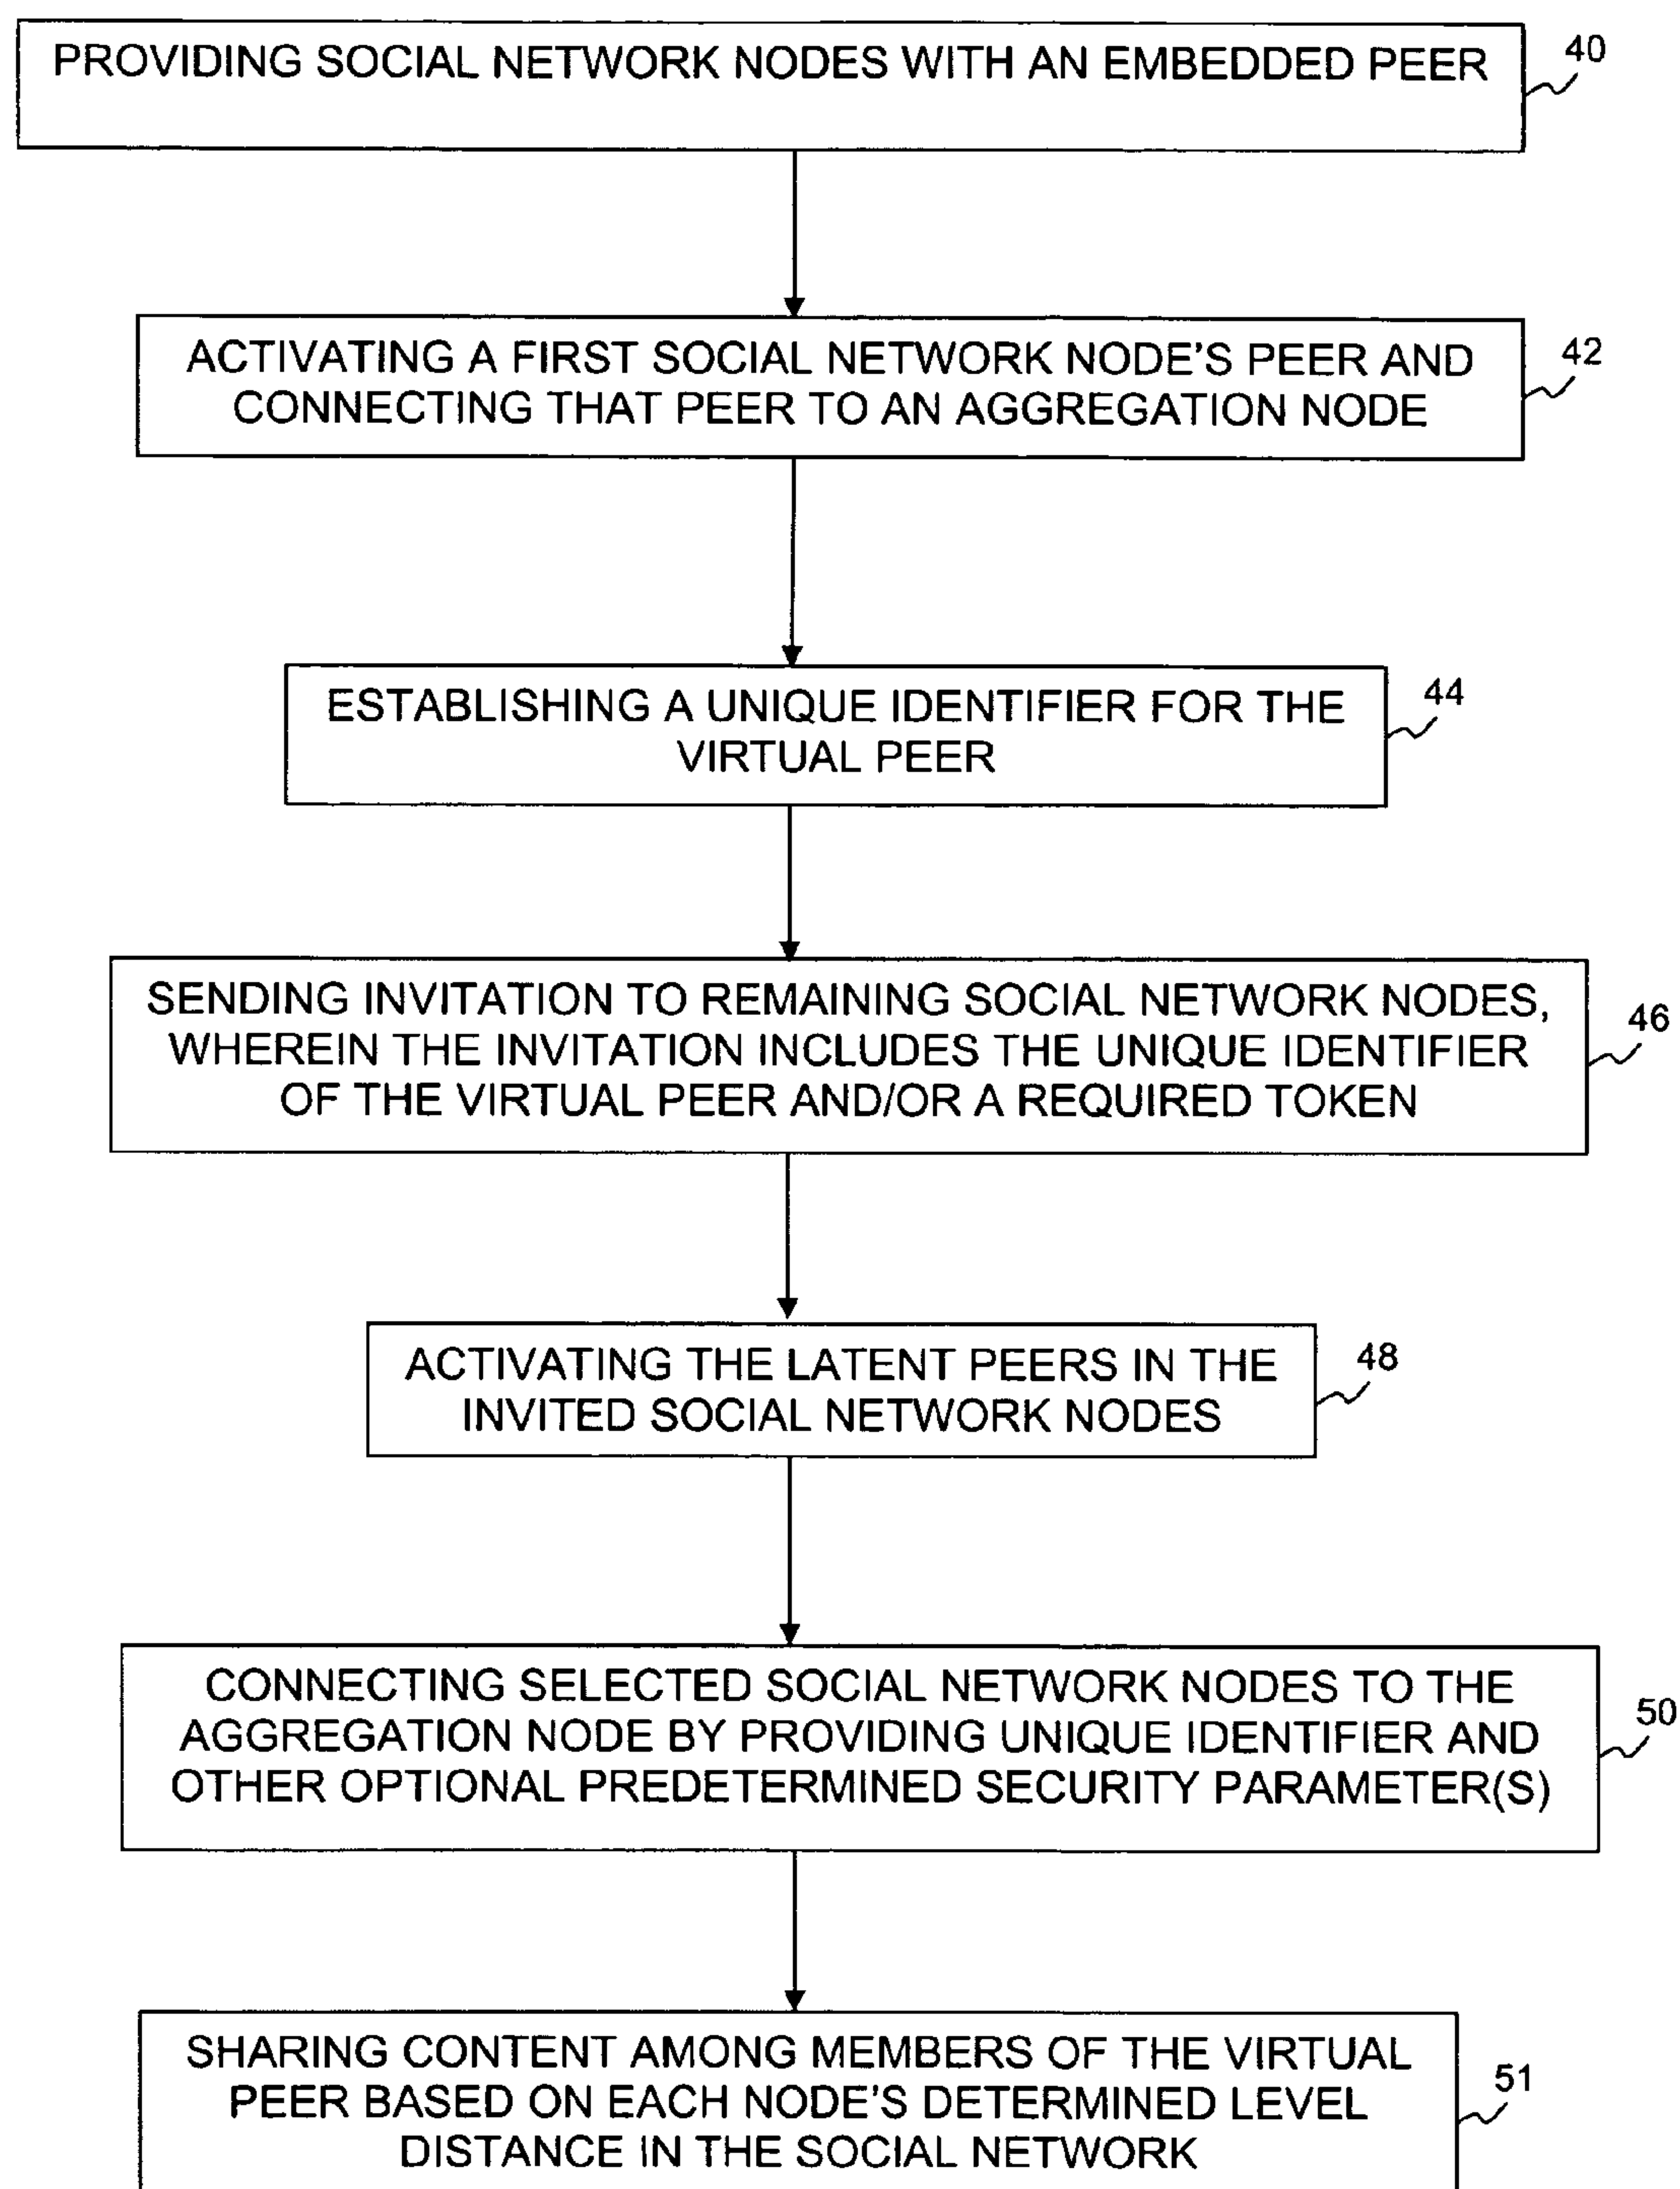 PROVIDING SOCIAL NETWORK NODES WITH AN EMBEDDED PEER
40
ACTIVATING A FIRST SOCIAL NETWORK NODE'S PEER AND
CONNECTING THAT PEER TO AN AGGREGATION NODE
42
ESTABLISHING A UNIQUE IDENTIFIER FOR THE
VIRTUAL PEER
44
SENDING INVITATION TO REMAINING SOCIAL NETWORK NODES,
WHEREIN THE INVITATION INCLUDES THE UNIQUE IDENTIFIER
OF THE VIRTUAL PEER AND/OR A REQUIRED TOKEN
46
ACTIVATING THE LATENT PEERS IN THE
INVITED SOCIAL NETWORK NODES
48
CONNECTING SELECTED SOCIAL NETWORK NODES TO THE
AGGREGATION NODE BY PROVIDING UNIQUE IDENTIFIER AND
OTHER OPTIONAL PREDETERMINED SECURITY PARAMETER(S)
50
SHARING CONTENT AMONG MEMBERS OF THE VIRTUAL
PEER BASED ON EACH NODE'S DETERMINED LEVEL
DISTANCE IN THE SOCIAL NETWORK
51